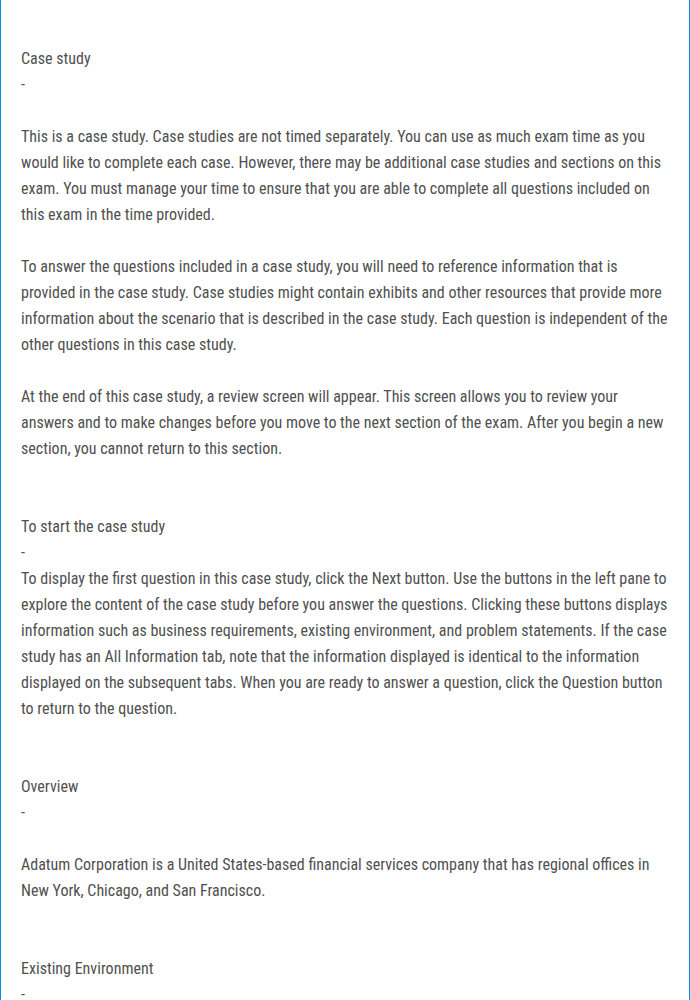 Case study
-
This is a case study. Case studies are not timed separately. You can use as much exam time as you
would like to complete each case. However, there may be additional case studies and sections on this
exam. You must manage your time to ensure that you are able to complete all questions included on
this exam in the time provided.
To answer the questions included in a case study, you will need to reference information that is
provided in the case study. Case studies might contain exhibits and other resources that provide more
information about the scenario that is described in the case study. Each question is independent of the
other questions in this case study.
At the end of this case study, a review screen will appear. This screen allows you to review your
answers and to make changes before you move to the next section of the exam. After you begin a new
section, you cannot return to this section.
To start the case study
-
To display the first question in this case study, click the Next button. Use the buttons in the left pane to
explore the content of the case study before you answer the questions. Clicking these buttons displays
information such as business requirements, existing environment, and problem statements. If the case
study has an All Information tab, note that the information displayed is identical to the information
displayed on the subsequent tabs. When you are ready to answer a question, click the Question button
to return to the question.
Overview
-
Adatum Corporation is a United States-based financial services company that has regional offices in
New York, Chicago, and San Francisco.
Existing Environment
-